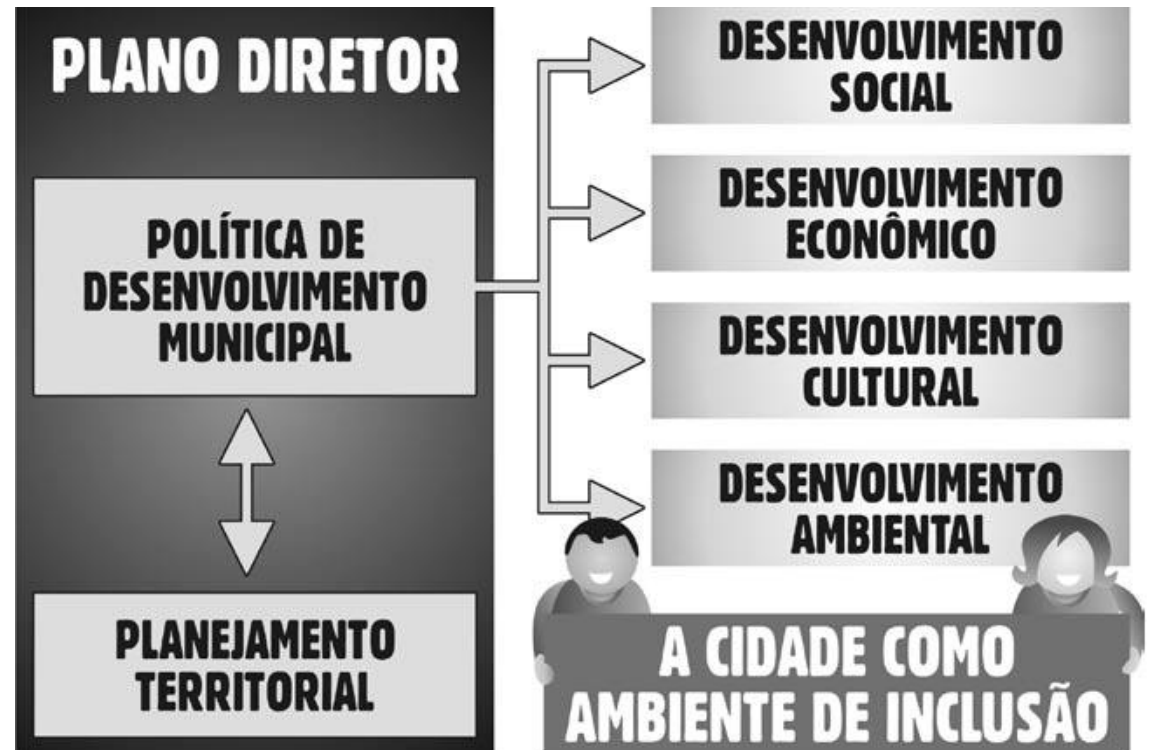 PLANO DIRETOR
POLÍTICA DE
DESENVOLVIMENTO
MUNICIPAL
PLANEJAMENTO
TERRITORIAL
DESENVOLVIMENTO
SOCIAL
DESENVOLVIMENTO
ECONÔMICO
DESENVOLVIMENTO
CULTURAL
DESENVOLVIMENTO
AMBIENTAL
A CIDADE COMO
AMBIENTE DE INCLUSÃO